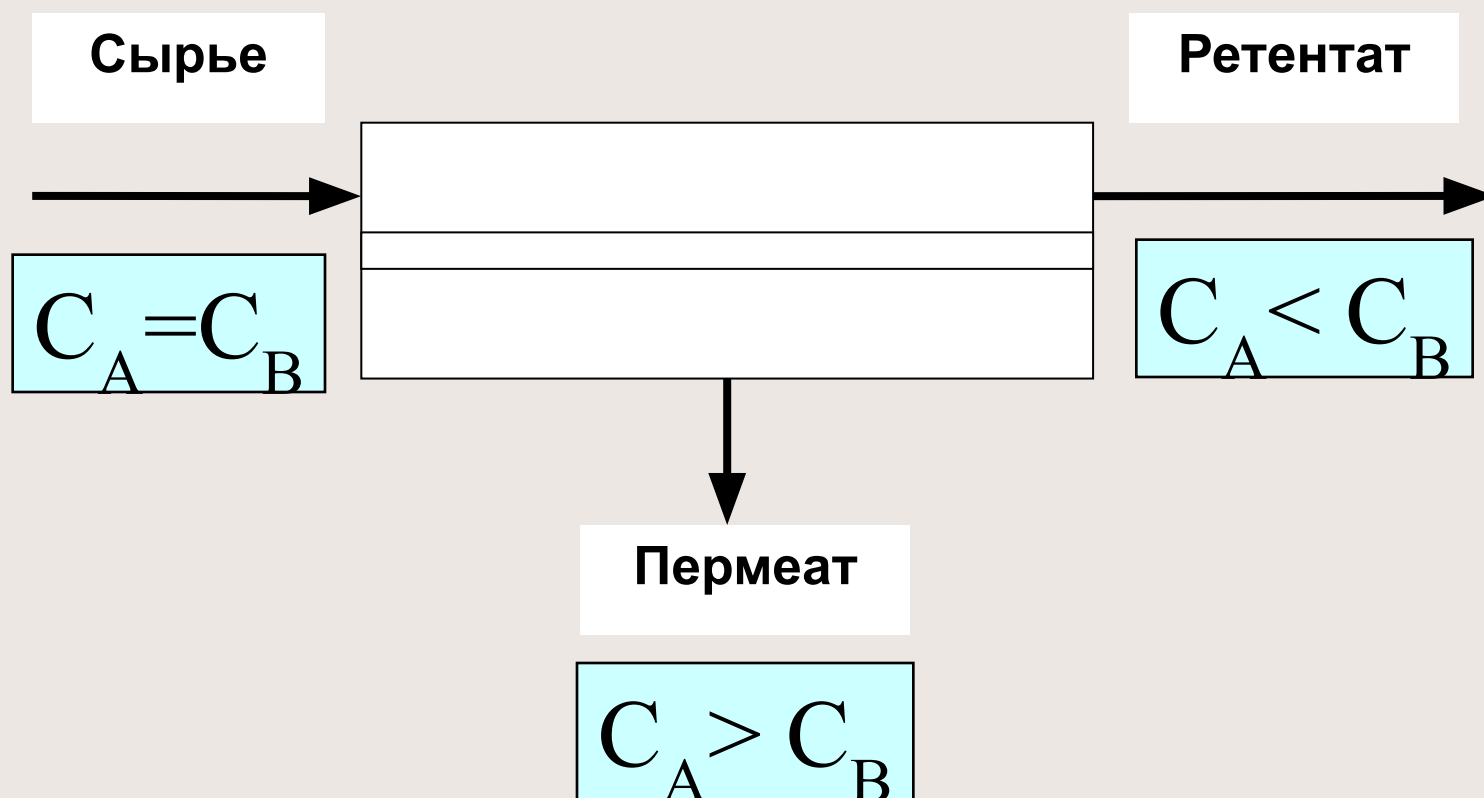 Сырье
Ретентат
C_A=C_B
C_A< C_B
Пермеат
C_A> C_B